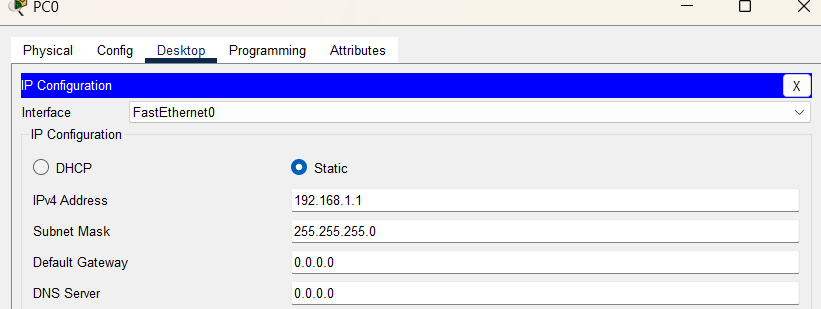 PC0
Physical Config Desktop Programming Attributes
IP Configuration X
Interface FastEthernet0
IP Configuration
DHCP Static
IPv4 Address 192.168.1.1
Subnet Mask 255.255.255.0
Default Gateway 0.0.0.0
DNS Server 0.0.0.0